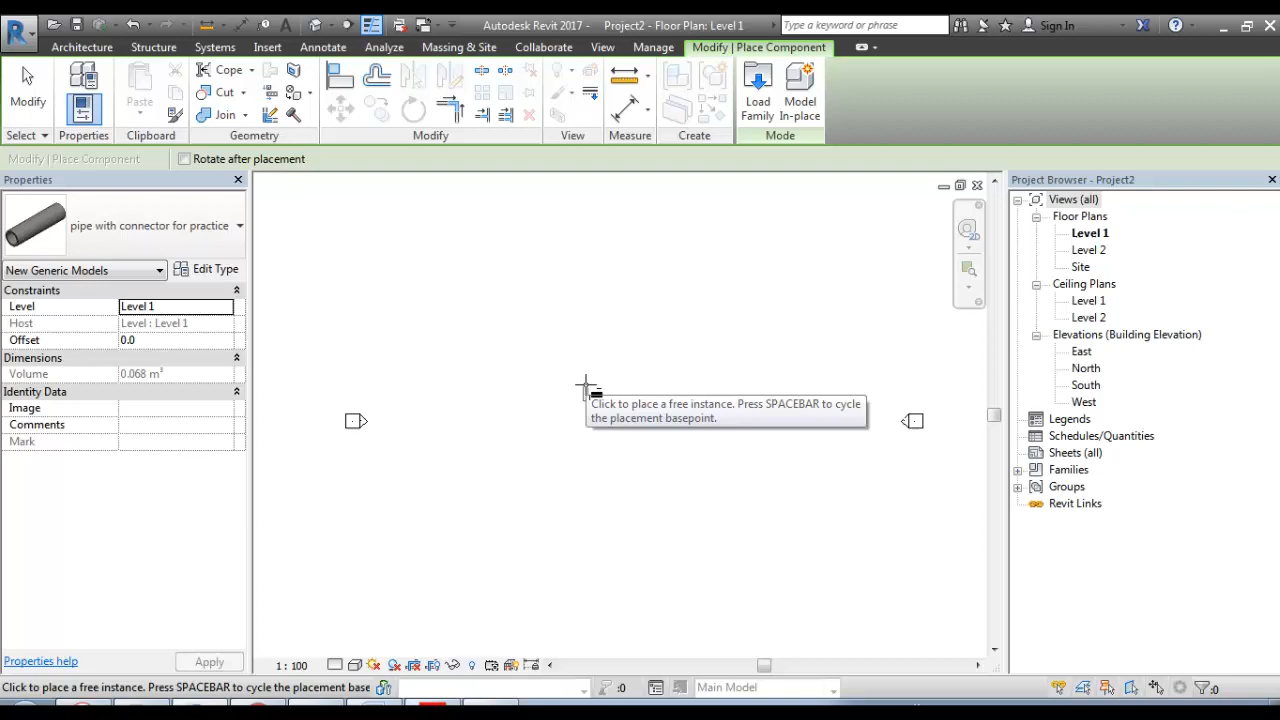 Autodesk Revit 2017 - Project2 - Floor Plan: Level 1
Type a keyword or phrase
Sign In
Architecture Structure Systems Insert Annotate Analyze Massing & Site Collaborate View Manage Modify | Place Component
Modify
Paste
Cope
Cut
Join
Load
Family
Model
In-place
Select Properties Clipboard Geometry Modify View Measure Create Mode
Modify | Place Component
Rotate after placement
Properties
pipe with connector for practice
New Generic Models
Edit Type
Constraints
Level Level 1
Host Level : Level 1
Offset 0.0
Dimensions
Volume 0.068 m³
Identity Data
Image
Comments
Mark
Properties help
Apply
2D
Click to place a free instance. Press SPACEBAR to cycle
the placement basepoint.
1 : 100
Project Browser - Project2
Views (all)
Floor Plans
Level 1
Level 2
Site
Ceiling Plans
Level 1
Level 2
Elevations (Building Elevation)
East
North
South
West
Legends
Schedules/Quantities
Sheets (all)
Families
Groups
Revit Links
Click to place a free instance. Press SPACEBAR to cycle the placement base
:0
Main Model
:0